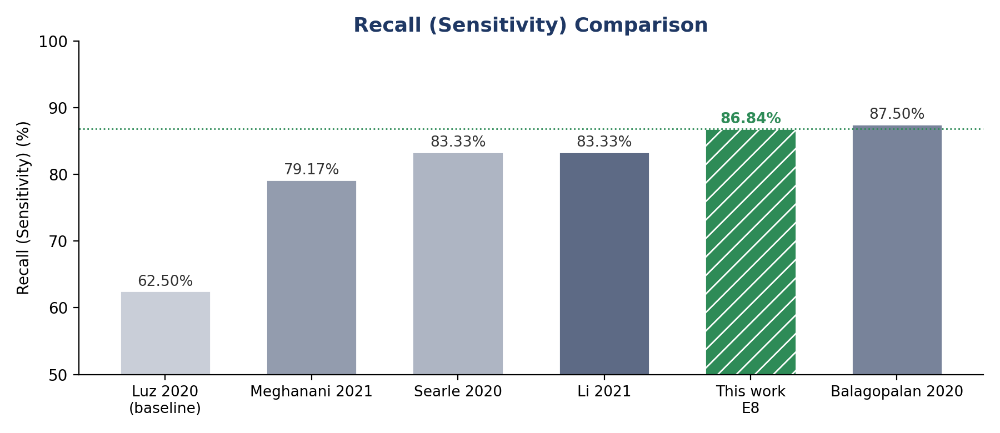 Recall (Sensitivity) Comparison
Recall (Sensitivity) (%)
100
90
80
70
60
50
62.50%
79.17%
83.33%
83.33%
86.84%
87.50%
Luz 2020
(baseline)
Meghanani 2021
Searle 2020
Li 2021
This work
E8
Balagopalan 2020